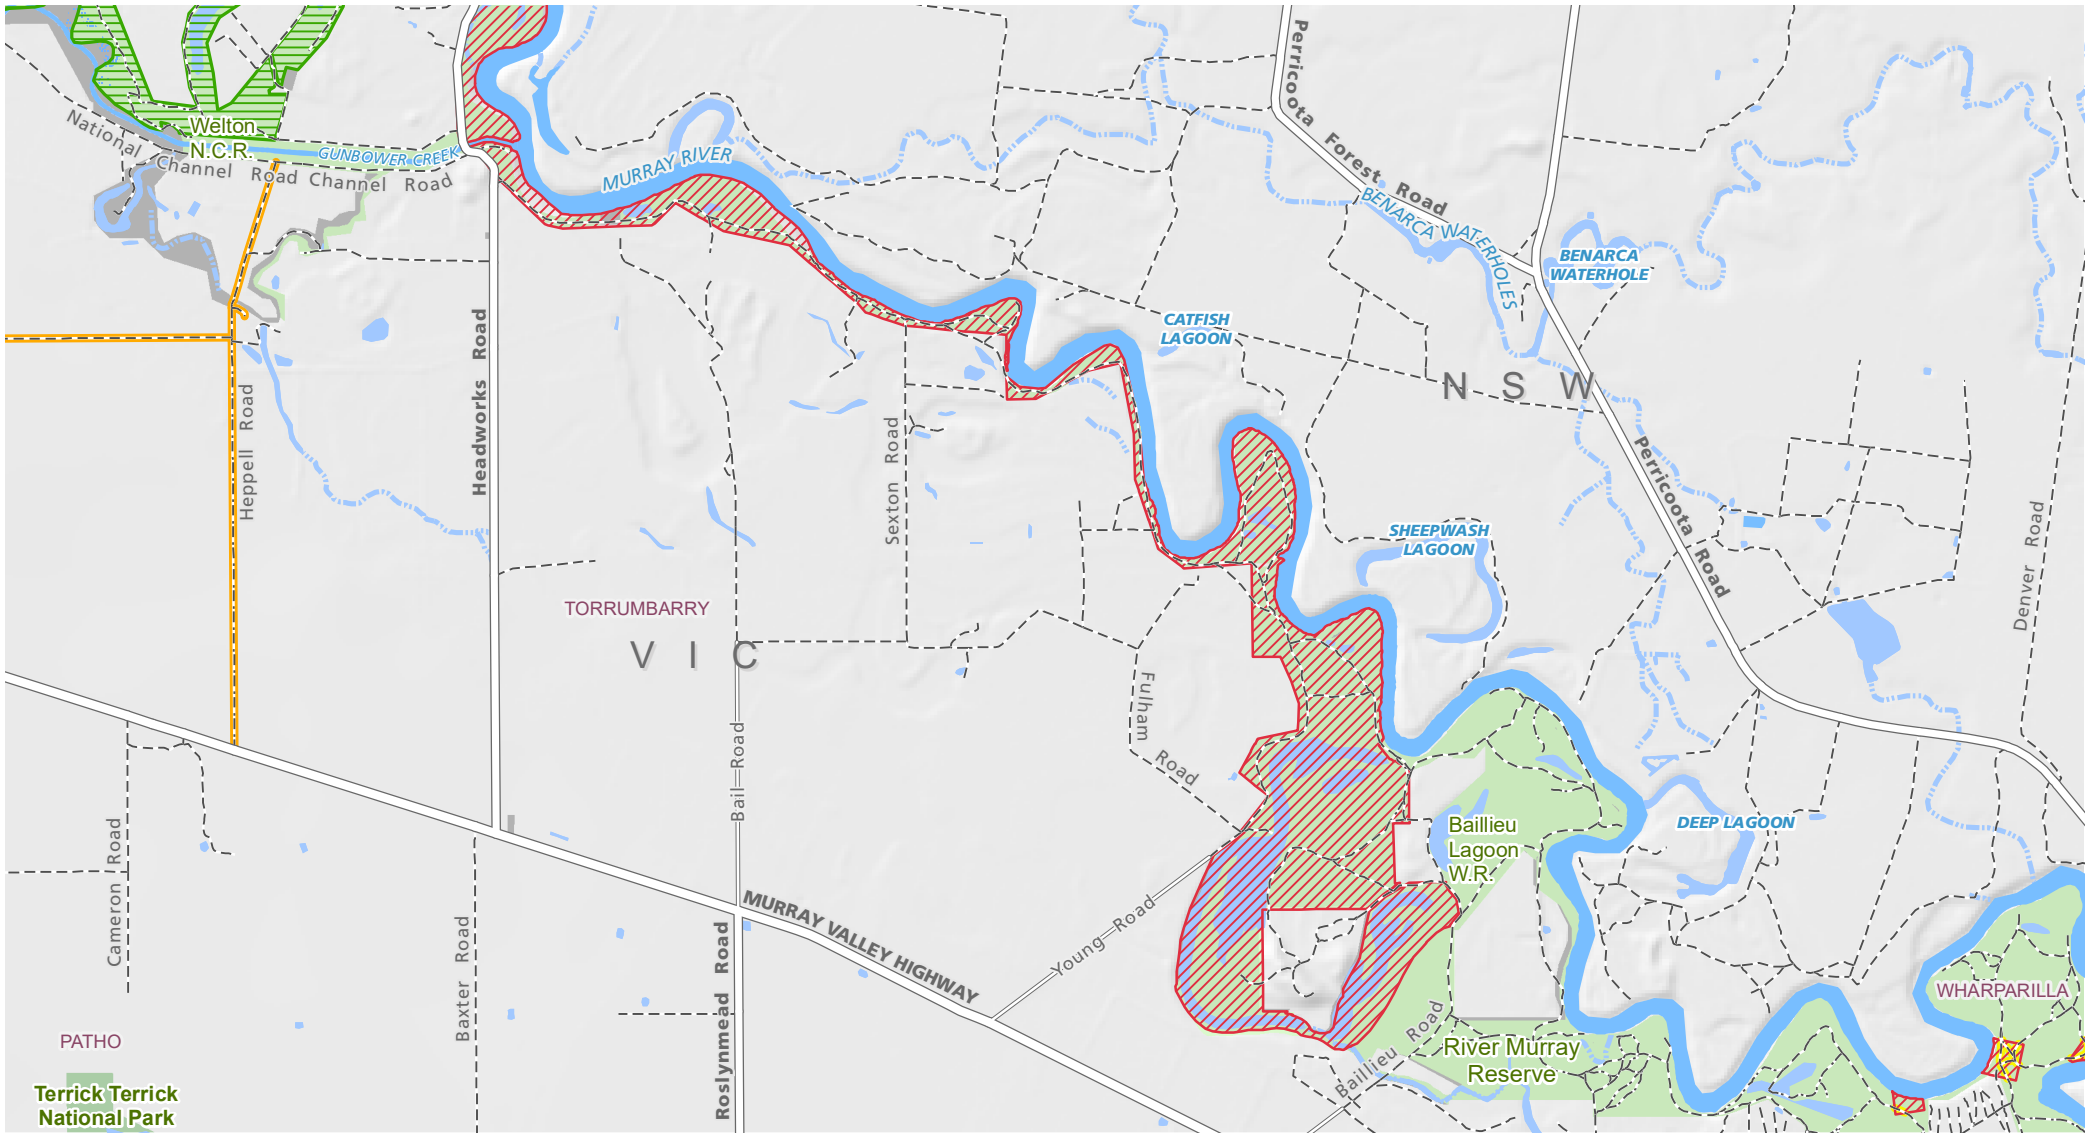 Welton
N.C.R.
National Channel Road
Channel Road
GUNBOWER CREEK
MURRAY RIVER
Perricoota Forest Road
BENARCA WATERHOLES
BENARCA
WATERHOLE
CATFISH
LAGOON
N S W
Headworks Road
Heppell Road
Sexton Road
Perricoota Road
Denver Road
SHEEPWASH
LAGOON
TORRUMBARRY
V I C
Fulham Road
Bail Road
Cameron Road
Baxter Road
MURRAY VALLEY HIGHWAY
Roslynmead Road
Young Road
Baillieu
Lagoon
W.R.
DEEP LAGOON
WHARPARILLA
Baillieu Road
River Murray
Reserve
PATHO
Terrick Terrick
National Park